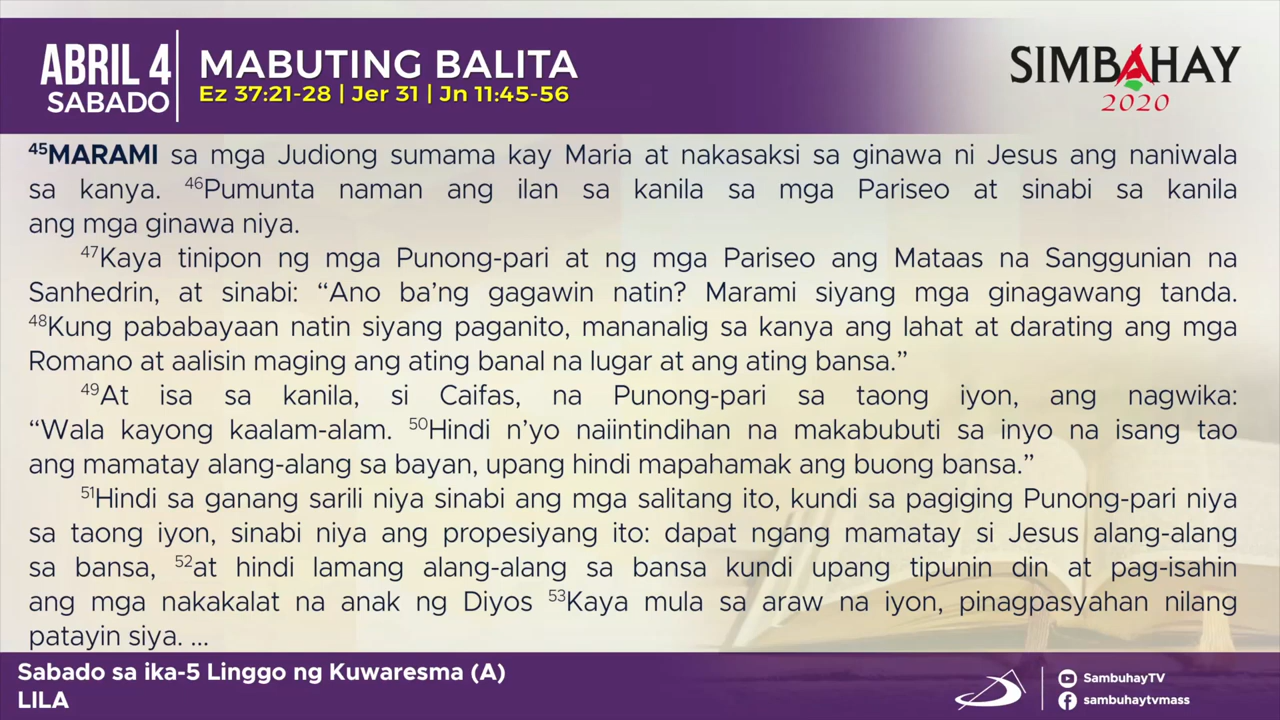 ABRIL 4
SABADO
MABUTING BALITA
Ez 37:21-28 | Jer 31 | Jn 11:45-56
SIMBAHAY
2020
⁴⁵MARAMI sa mga Judiong sumama kay Maria at nakasaksi sa ginawa ni Jesus ang naniwala
sa kanya. ⁴⁶Pumunta naman ang ilan sa kanila sa mga Pariseo at sinabi sa kanila
ang mga ginawa niya.
⁴⁷Kaya tinipon ng mga Punong-pari at ng mga Pariseo ang Mataas na Sanggunian na
Sanhedrin, at sinabi: “Ano ba’ng gagawin natin? Marami siyang mga ginagawang tanda.
⁴⁸Kung pababayaan natin siyang paganito, mananalig sa kanya ang lahat at darating ang mga
Romano at aalisin maging ang ating banal na lugar at ang ating bansa.”
⁴⁹At isa sa kanila, si Caifas, na Punong-pari sa taong iyon, ang nagwika:
“Wala kayong kaalam-alam. ⁵⁰Hindi n’yo naiintindihan na makabubuti sa inyo na isang tao
ang mamatay alang-alang sa bayan, upang hindi mapahamak ang buong bansa.”
⁵¹Hindi sa ganang sarili niya sinabi ang mga salitang ito, kundi sa pagiging Punong-pari niya
sa taong iyon, sinabi niya ang propesiyang ito: dapat ngang mamatay si Jesus alang-alang
sa bansa, ⁵²at hindi lamang alang-alang sa bansa kundi upang tipunin din at pag-isahin
ang mga nakakalat na anak ng Diyos ⁵³Kaya mula sa araw na iyon, pinagpasyahan nilang
patayin siya. ...
Sabado sa ika-5 Linggo ng Kuwaresma (A)
LILA
SambuhayTV
sambuhaytvmass